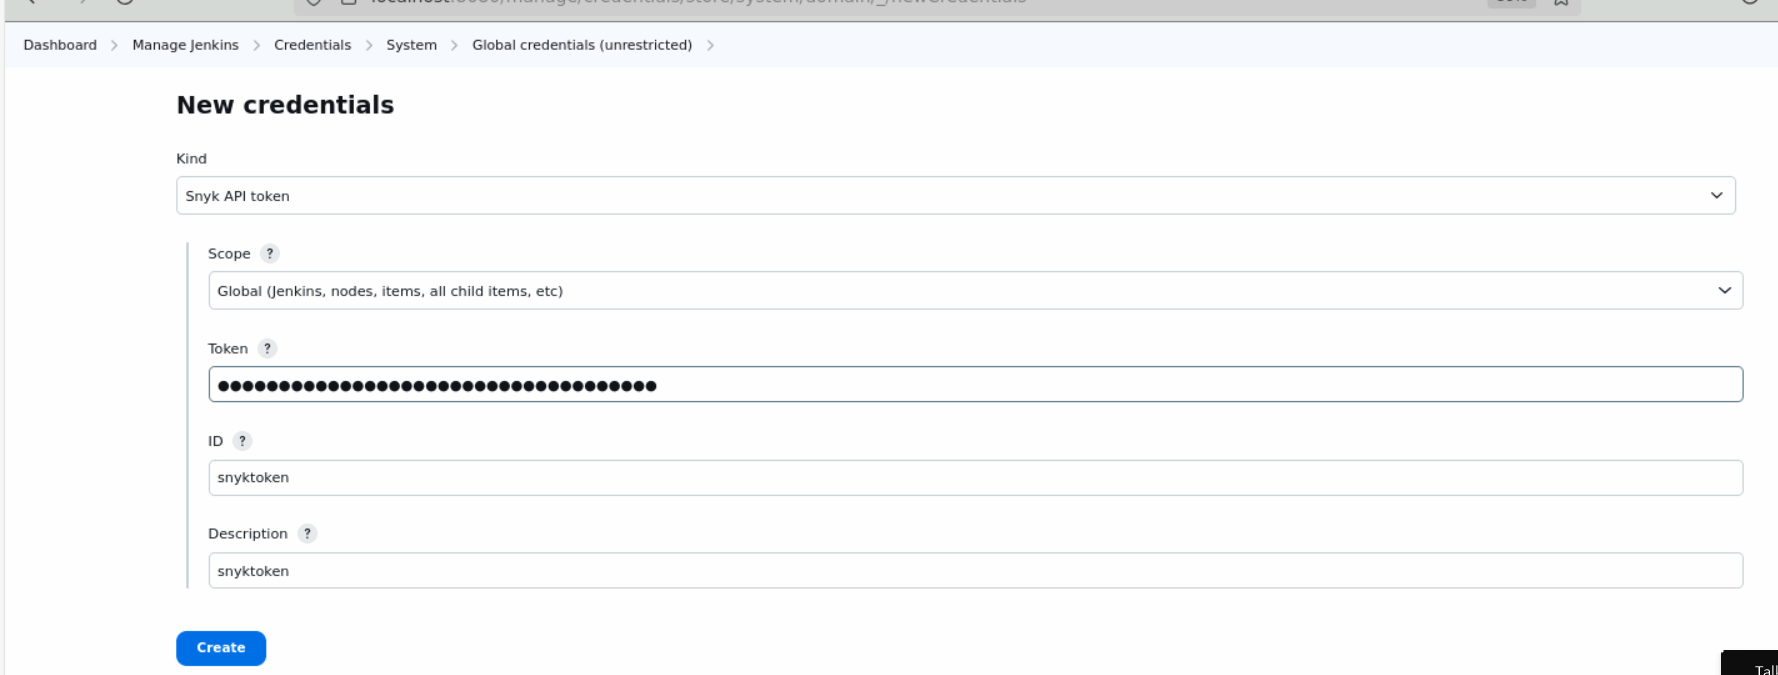 Dashboard > Manage Jenkins > Credentials > System > Global credentials (unrestricted) >
New credentials
Kind
Snyk API token
Scope ?
Global (Jenkins, nodes, items, all child items, etc)
Token ?
●●●●●●●●●●●●●●●●●●●●●●●●●●●●●●●●●●●●
ID ?
snyktoken
Description ?
snyktoken
Create